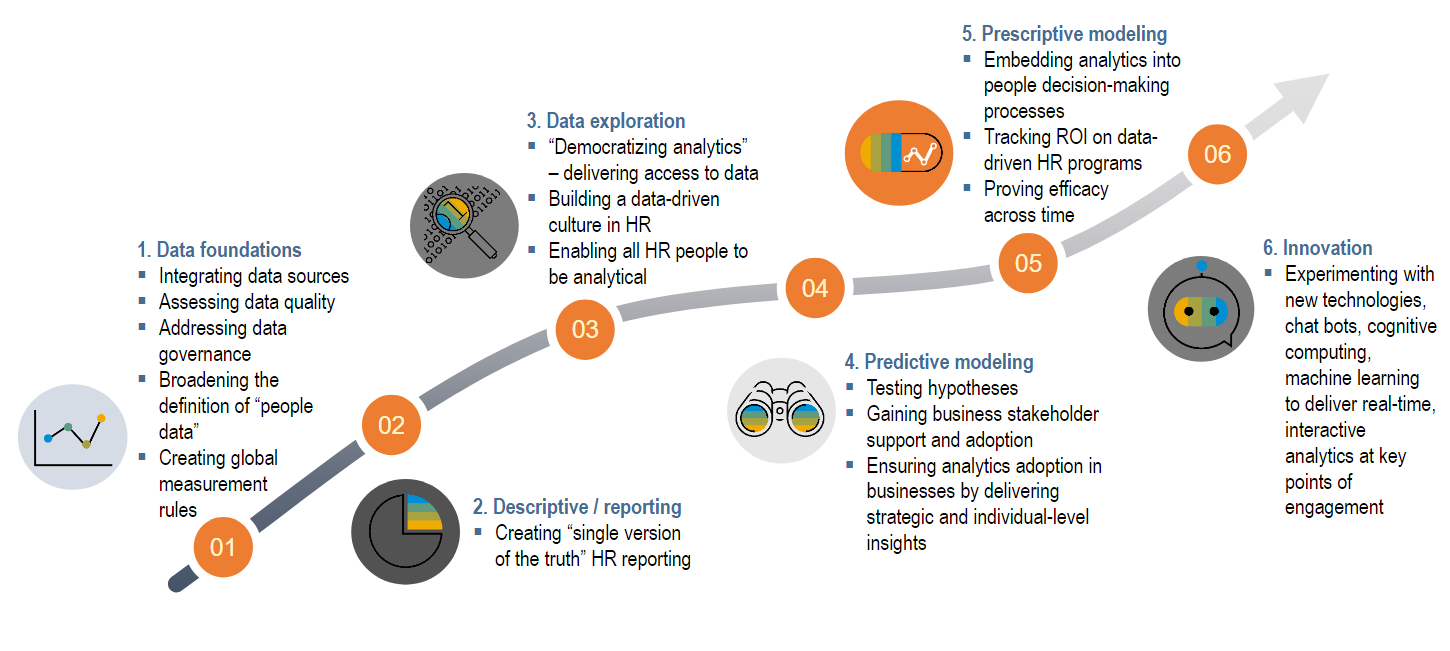 1. Data foundations
▪ Integrating data sources
▪ Assessing data quality
▪ Addressing data
governance
▪ Broadening the
definition of “people
data”
▪ Creating global
measurement
rules
01
02
2. Descriptive / reporting
▪ Creating “single version
of the truth” HR reporting
3. Data exploration
▪ “Democratizing analytics”
– delivering access to data
▪ Building a data-driven
culture in HR
▪ Enabling all HR people to
be analytical
03
04
4. Predictive modeling
▪ Testing hypotheses
▪ Gaining business stakeholder
support and adoption
▪ Ensuring analytics adoption in
businesses by delivering
strategic and individual-level
insights
5. Prescriptive modeling
▪ Embedding analytics into
people decision-making
processes
▪ Tracking ROI on data-
driven HR programs
▪ Proving efficacy
across time
05
06
6. Innovation
▪ Experimenting with
new technologies,
chat bots, cognitive
computing,
machine learning
to deliver real-time,
interactive
analytics at key
points of
engagement